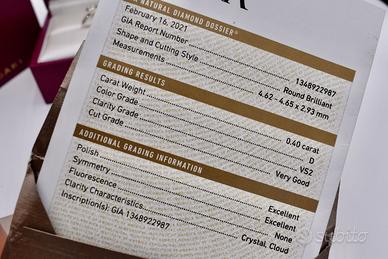 NATURAL DIAMOND DOSSIER®
February 16, 2021
GIA Report Number 1348922987
Shape and Cutting Style Round Brilliant
Measurements 4.62 - 4.65 x 2.93 mm
GRADING RESULTS
Carat Weight 0.40 carat
Color Grade D
Clarity Grade VS2
Cut Grade Very Good
ADDITIONAL GRADING INFORMATION
Polish Excellent
Symmetry Excellent
Fluorescence None
Clarity Characteristics Crystal, Cloud
Inscription(s): GIA 1348922987
subito